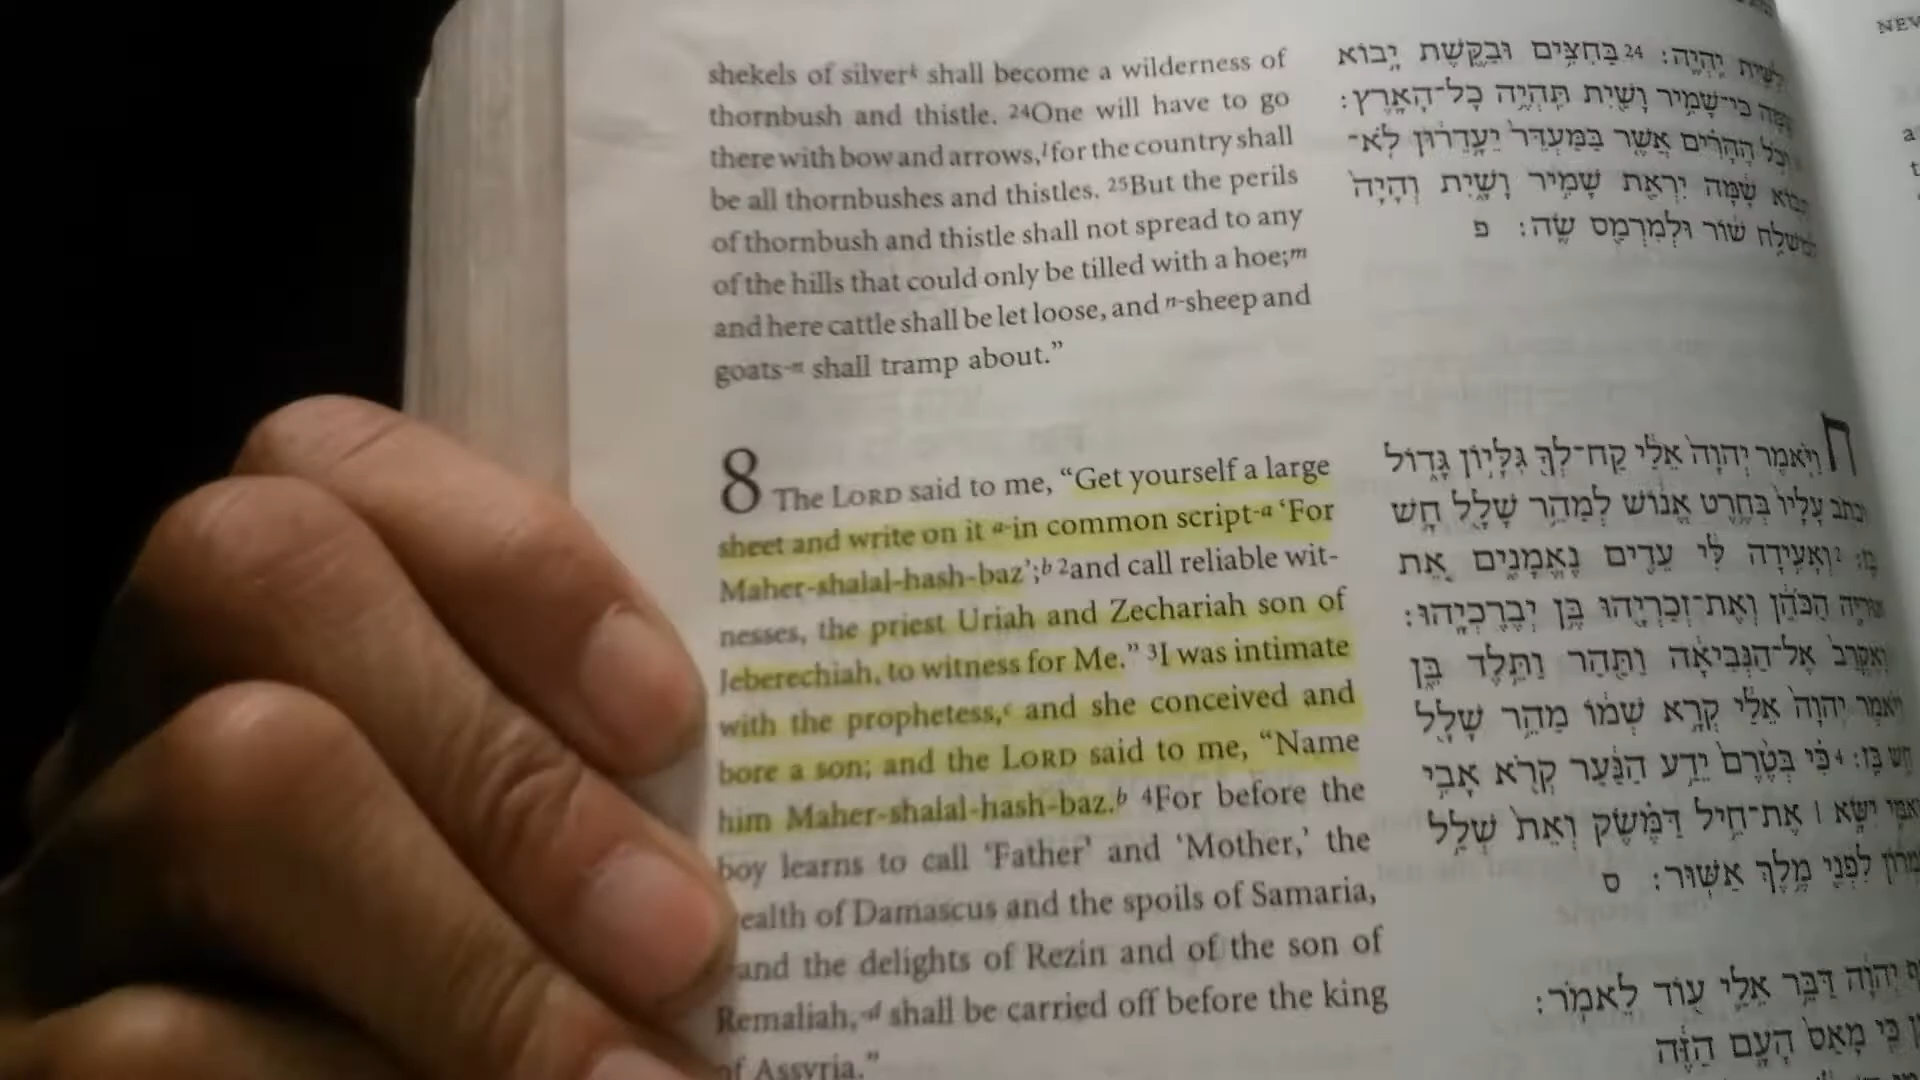 shekels of silverᵏ shall become a wilderness of
thornbush and thistle. ²⁴One will have to go
there with bow and arrows,ˡ for the country shall
be all thornbushes and thistles. ²⁵But the perils
of thornbush and thistle shall not spread to any
of the hills that could only be tilled with a hoe;ᵐ
and here cattle shall be let loose, and ⁿ⁻sheep and
goats⁻ⁿ shall tramp about.”
8 The LORD said to me, “Get yourself a large
sheet and write on it ᵃ⁻in common script⁻ᵃ ‘For
Maher-shalal-hash-baz’;ᵇ ²and call reliable wit-
nesses, the priest Uriah and Zechariah son of
Jeberechiah, to witness for Me.” ³I was intimate
with the prophetess,ᶜ and she conceived and
bore a son; and the LORD said to me, “Name
him Maher-shalal-hash-baz.ᵇ ⁴For before the
boy learns to call ‘Father’ and ‘Mother,’ the
ealth of Damascus and the spoils of Samaria,
and the delights of Rezin and of the son of
Remaliah,⁻ᵈ shall be carried off before the king
of Assyria.”
יִהְיֶה׃ 24 בַּחִצִּים וּבַקֶּשֶׁת יָבוֹא
כִּי־שָׁמִיר וָשַׁיִת תִּהְיֶה כָל־הָאָרֶץ׃
הֶהָרִים אֲשֶׁר בַּמַּעְדֵּר יֵעָדֵרוּן לֹא־
שָׁמָּה יִרְאַת שָׁמִיר וָשָׁיִת וְהָיָה
שׁוֹר וּלְמִרְמַס שֶׂה׃ פ
ח וַיֹּאמֶר יְהוָה אֵלַי קַח־לְךָ גִּלָּיוֹן גָּדוֹל
עָלָיו בְּחֶרֶט אֱנוֹשׁ לְמַהֵר שָׁלָל חָשׁ
2 וְאָעִידָה לִּי עֵדִים נֶאֱמָנִים אֵת
הַכֹּהֵן וְאֶת־זְכַרְיָהוּ בֶּן יְבֶרֶכְיָהוּ׃
אֶל־הַנְּבִיאָה וַתַּהַר וַתֵּלֶד בֵּן
יְהוָה אֵלַי קְרָא שְׁמוֹ מַהֵר שָׁלָל
חָשׁ בַּז׃ 4 כִּי בְּטֶרֶם יֵדַע הַנַּעַר קְרֹא אָבִי
יִשָּׂא ׀ אֶת־חֵיל דַּמֶּשֶׂק וְאֵת שְׁלַל
לִפְנֵי מֶלֶךְ אַשּׁוּר׃ ס
יְהוָה דַּבֵּר אֵלַי עוֹד לֵאמֹר׃
כִּי מָאַס הָעָם הַזֶּה
NEV